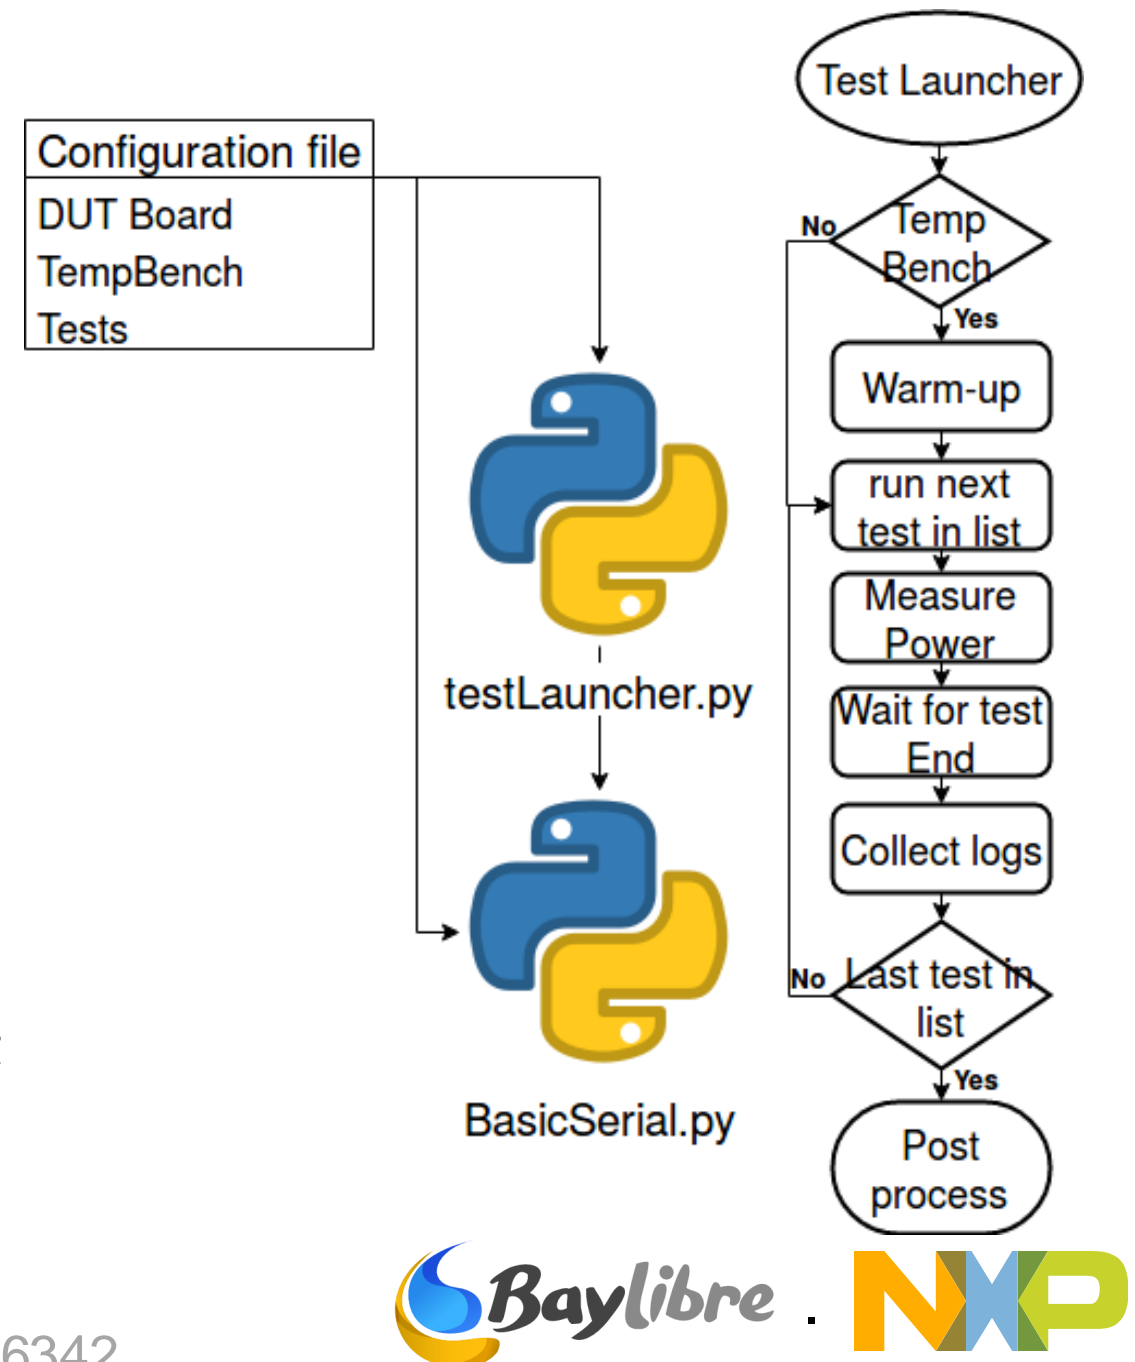 Configuration file
DUT Board
TempBench
Tests
testLauncher.py
BasicSerial.py
Test Launcher
Temp
Bench
No
Yes
Warm-up
run next
test in list
Measure
Power
Wait for test
End
Collect logs
Last test in
list
No
Yes
Post
process
Baylibre
.
NXP
6342